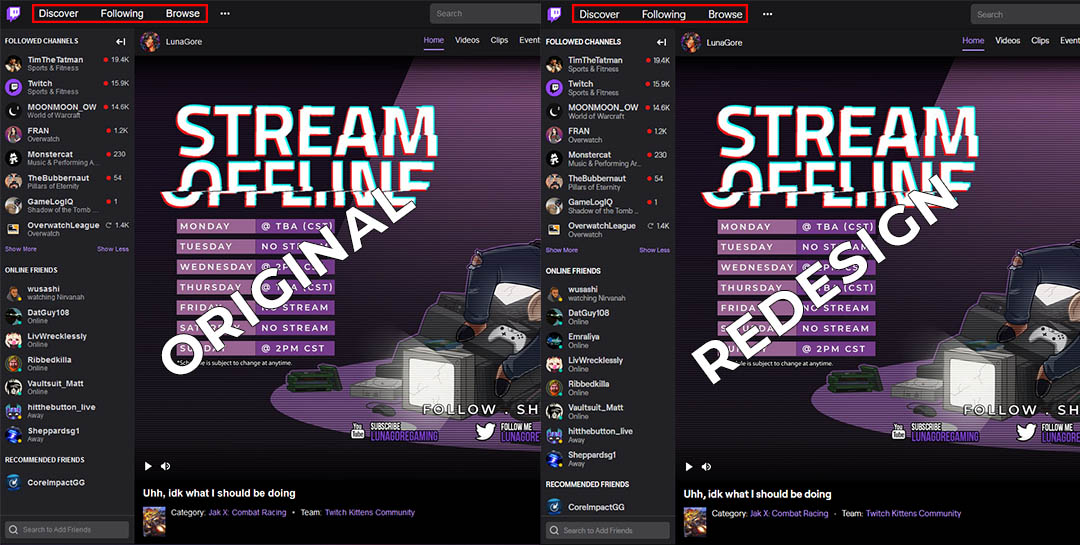 Discover Following Browse ...
Search
FOLLOWED CHANNELS
LunaGore
Home Videos Clips Event
TimTheTatman 19.4K
Sports & Fitness
Twitch 15.9K
Sports & Fitness
MOONMOON_OW 14.6K
World of Warcraft
FRAN 1.2K
Overwatch
Monstercat 230
Music & Performing A...
TheBubbernaut 54
Pillars of Eternity
GameLogIQ 1
Shadow of the Tomb ...
OverwatchLeague 1.4K
Overwatch
Show More Show Less
ONLINE FRIENDS
wusashi
watching Nirvanah
DatGuy108
Online
LivWrecklessly
Online
Ribbedkilla
Online
Vaultsuit_Matt
Online
hitthebutton_live
Away
Sheppardsg1
Away
RECOMMENDED FRIENDS
CoreImpactGG
Search to Add Friends
STREAM
OFFLINE
MONDAY @ TBA (CST)
TUESDAY NO STREAM
WEDNESDAY @ 2PM CST
THURSDAY @ TBA (CST)
FRIDAY NO STREAM
SATURDAY NO STREAM
SUNDAY @ 2PM CST
*Schedule is subject to change at anytime.
ORIGINAL
FOLLOW . SH
You Tube
SUBSCRIBE
LUNAGOREGAMING
FOLLOW ME
LUNAGORE
Uhh, idk what I should be doing
Category: Jak X: Combat Racing • Team: Twitch Kittens Community
Discover Following Browse ...
Search
FOLLOWED CHANNELS
LunaGore
Home Videos Clips Event
TimTheTatman 19.4K
Sports & Fitness
Twitch 15.9K
Sports & Fitness
MOONMOON_OW 14.6K
World of Warcraft
FRAN 1.2K
Overwatch
Monstercat 230
Music & Performing Ar...
TheBubbernaut 54
Pillars of Eternity
GameLogIQ 1
Shadow of the Tomb ...
OverwatchLeague 1.4K
Overwatch
Show More Show Less
ONLINE FRIENDS
wusashi
watching Nirvanah
DatGuy108
Online
Emraliya
Online
LivWrecklessly
Online
Ribbedkilla
Online
Vaultsuit_Matt
Online
hitthebutton_live
Away
Sheppardsg1
Away
RECOMMENDED FRIENDS
CoreImpactGG
Search to Add Friends
STREAM
OFFLINE
MONDAY @ TBA (CST)
TUESDAY NO STREAM
WEDNESDAY @ 2PM CST
THURSDAY @ TBA (CST)
FRIDAY NO STREAM
SATURDAY NO STREAM
SUNDAY @ 2PM CST
*Schedule is subject to change at anytime.
REDESIGN
FOLLOW . SH
You Tube
SUBSCRIBE
LUNAGOREGAMING
FOLLOW ME
LUNAGORE
Uhh, idk what I should be doing
Category: Jak X: Combat Racing · Team: Twitch Kittens Community